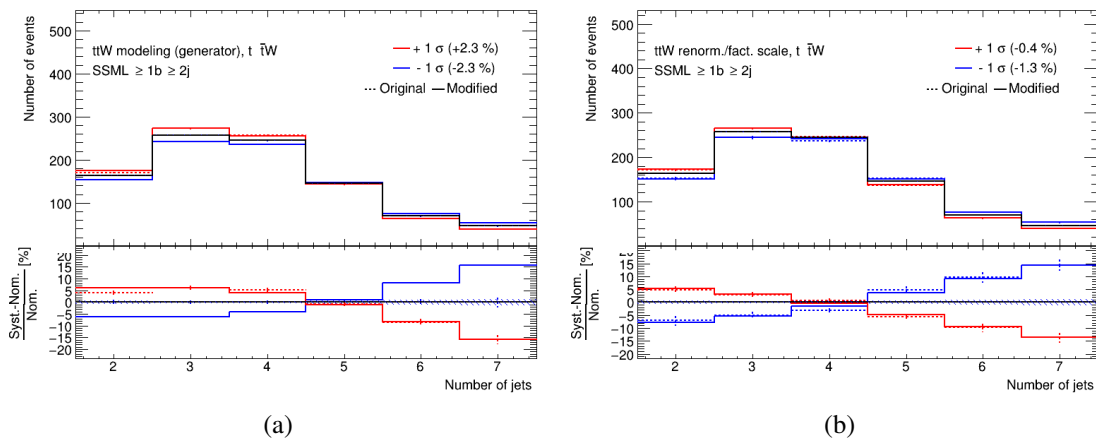 Number of events
500
400
300
200
100
ttW modeling (generator), t t̄W
SSML ≥ 1b ≥ 2j
+ 1 σ (+2.3 %)
- 1 σ (-2.3 %)
Original Modified
Syst.-Nom. / Nom. [%]
20
15
10
5
0
−5
−10
−15
−20
2 3 4 5 6 7
Number of jets
(a)
Number of events
500
400
300
200
100
ttW renorm./fact. scale, t t̄W
SSML ≥ 1b ≥ 2j
+ 1 σ (-0.4 %)
- 1 σ (-1.3 %)
Original Modified
Syst.-Nom. / Nom. [%]
20
15
10
5
0
−5
−10
−15
−20
2 3 4 5 6 7
Number of jets
(b)